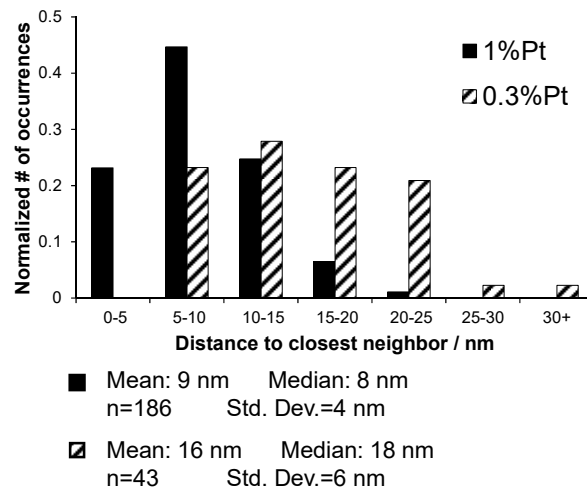 0.5
0.4
0.3
0.2
0.1
0
Normalized # of occurrences
1%Pt
0.3%Pt
0-5 5-10 10-15 15-20 20-25 25-30 30+
Distance to closest neighbor / nm
Mean: 9 nm Median: 8 nm
n=186 Std. Dev.=4 nm
Mean: 16 nm Median: 18 nm
n=43 Std. Dev.=6 nm